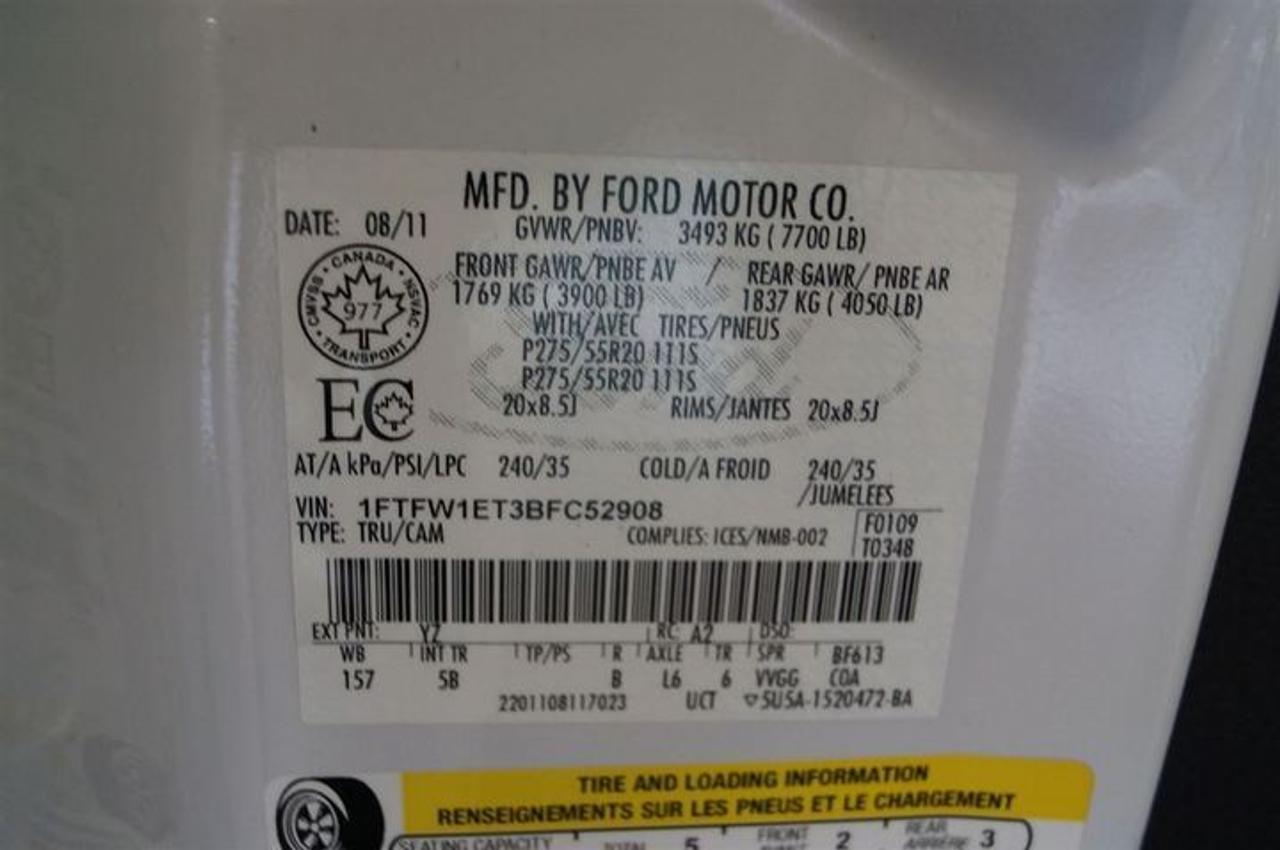 MFD. BY FORD MOTOR CO.
DATE: 08/11 GVWR/PNBV: 3493 KG ( 7700 LB)
FRONT GAWR/PNBE AV / REAR GAWR/ PNBE AR
1769 KG ( 3900 LB) 1837 KG ( 4050 LB)
WITH/AVEC TIRES/PNEUS
P275/55R20 111S
P275/55R20 111S
20x8.5J RIMS/JANTES 20x8.5J
CANADA
CMVSS NSVAC
977
TRANSPORT
EC
AT/A kPa/PSI/LPC 240/35 COLD/A FROID 240/35
/JUMELEES
VIN: 1FTFW1ET3BFC52908 F0109
TYPE: TRU/CAM COMPLIES: ICES/NMB-002 T0348
EXT PNT: YZ RC: A2 DSO:
WB INT TR TP/PS R AXLE TR SPR BF613
157 SB B L6 6 VVGG COA
2201108117023 UCT ▽5U5A-1520472-BA
TIRE AND LOADING INFORMATION
RENSEIGNEMENTS SUR LES PNEUS ET LE CHARGEMENT
SEATING CAPACITY TOTAL 5 FRONT 2 REAR 3
ARRIÈRE